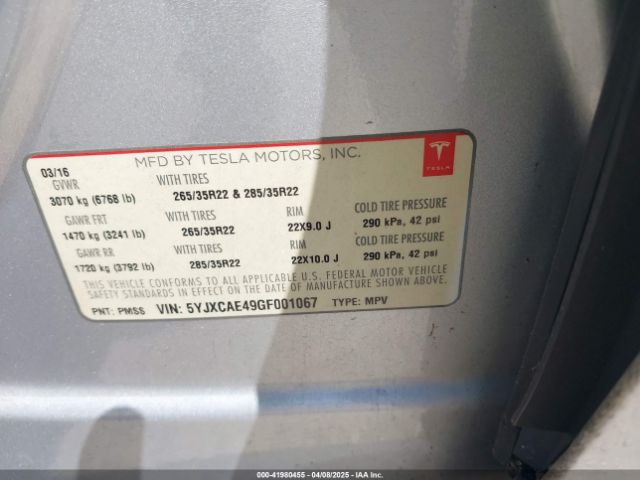 MFD BY TESLA MOTORS, INC.
TESLA
03/16
GVWR WITH TIRES
3070 kg (6768 lb) 265/35R22 & 285/35R22
GAWR FRT WITH TIRES RIM COLD TIRE PRESSURE
1470 kg (3241 lb) 265/35R22 22X9.0 J 290 kPa, 42 psi
GAWR RR WITH TIRES RIM COLD TIRE PRESSURE
1720 kg (3792 lb) 285/35R22 22X10.0 J 290 kPa, 42 psi
THIS VEHICLE CONFORMS TO ALL APPLICABLE U.S. FEDERAL MOTOR VEHICLE
SAFETY STANDARDS IN EFFECT ON THE DATE OF MANUFACTURE SHOWN ABOVE.
PNT: PMSS VIN: 5YJXCAE49GF001067 TYPE: MPV
000-41980455 - 04/08/2025 - IAAI Corp.